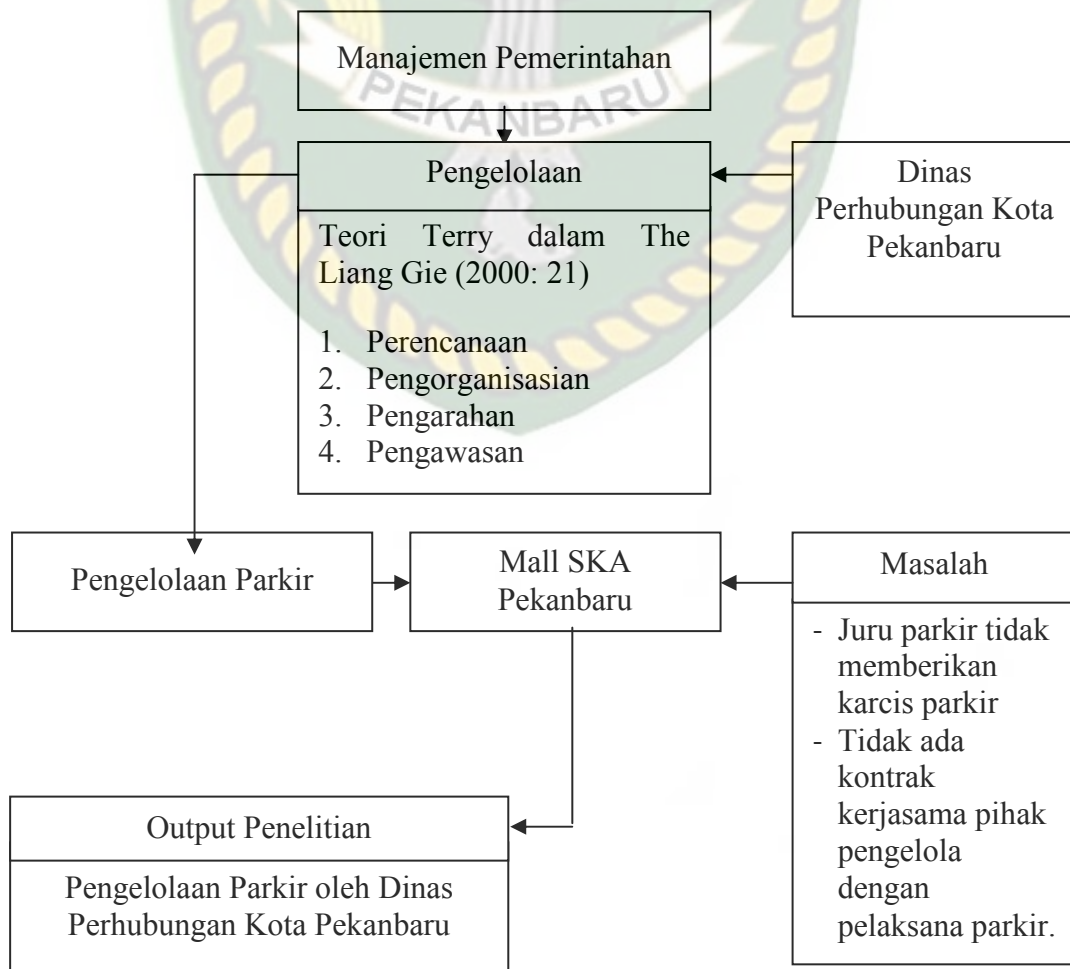 Manajemen Pemerintahan
PEKANBARU
Pengelolaan
Teori Terry dalam The
Liang Gie (2000: 21)
1. Perencanaan
2. Pengorganisasian
3. Pengarahan
4. Pengawasan
Dinas
Perhubungan Kota
Pekanbaru
Pengelolaan Parkir
Mall SKA
Pekanbaru
Masalah
- Juru parkir tidak
memberikan
karcis parkir
- Tidak ada
kontrak
kerjasama pihak
pengelola
dengan
pelaksana parkir.
Output Penelitian
Pengelolaan Parkir oleh Dinas
Perhubungan Kota Pekanbaru